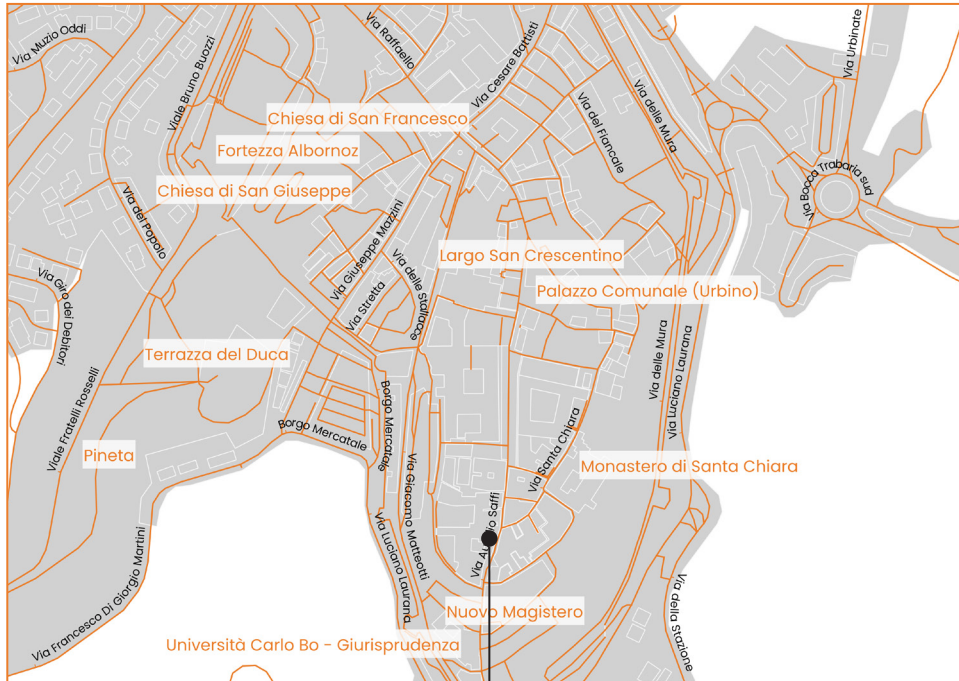 Via Muzio Oddi
Viale Bruno Buozzi
Via Raffaello
Via Cesare Battisti
Via Urbinate
Via delle Mura
Via del Fiancale
Chiesa di San Francesco
Fortezza Albornoz
Chiesa di San Giuseppe
Via Bocca Trabaria sud
Via del Popolo
Via Giuseppe Mazzini
Largo San Crescentino
Via Giro dei Debitori
Via Stretta
Via delle Stallacce
Palazzo Comunale (Urbino)
Terrazza del Duca
Via delle Mura
Via Luciano Laurana
Viale Fratelli Rosselli
Borgo Mercatale
Borgo Mercatale
Pineta
Via Santa Chiara
Monastero di Santa Chiara
Via Giacomo Matteotti
Via Francesco Di Giorgio Martini
Via Luciano Laurana
Saffi
Via della Stazione
Nuovo Magistero
Università Carlo Bo - Giurisprudenza